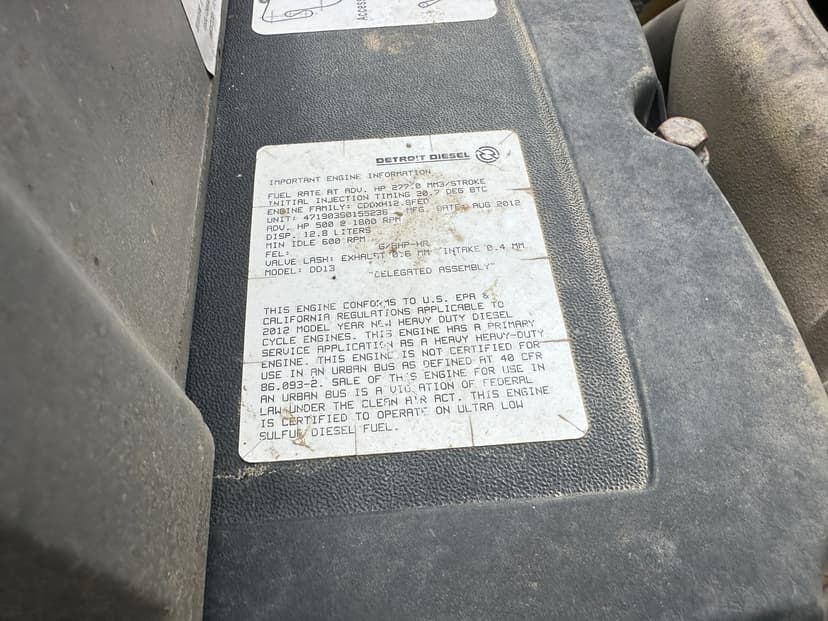 Access
DETROIT DIESEL
IMPORTANT ENGINE INFORMATION
FUEL RATE AT ADV. HP 277.0 MM3/STROKE
INITIAL INJECTION TIMING 20.7 DEG BTC
ENGINE FAMILY: CDDXH12.8FED
UNIT: 471903S0155238 MFG. DATE: AUG 2012
ADV. HP 500 @ 1800 RPM
DISP. 12.8 LITERS
MIN IDLE 600 RPM
FEL: G/BHP-HR
VALVE LASH: EXHAUST 0.6 MM INTAKE 0.4 MM
MODEL: DD13 "DELEGATED ASSEMBLY"
THIS ENGINE CONFORMS TO U.S. EPA &
CALIFORNIA REGULATIONS APPLICABLE TO
2012 MODEL YEAR NEW HEAVY DUTY DIESEL
CYCLE ENGINES. THIS ENGINE HAS A PRIMARY
SERVICE APPLICATION AS A HEAVY HEAVY-DUTY
ENGINE. THIS ENGINE IS NOT CERTIFIED FOR
USE IN AN URBAN BUS AS DEFINED AT 40 CFR
86.093-2. SALE OF THIS ENGINE FOR USE IN
AN URBAN BUS IS A VIOLATION OF FEDERAL
LAW UNDER THE CLEAN AIR ACT. THIS ENGINE
IS CERTIFIED TO OPERATE ON ULTRA LOW
SULFUR DIESEL FUEL.